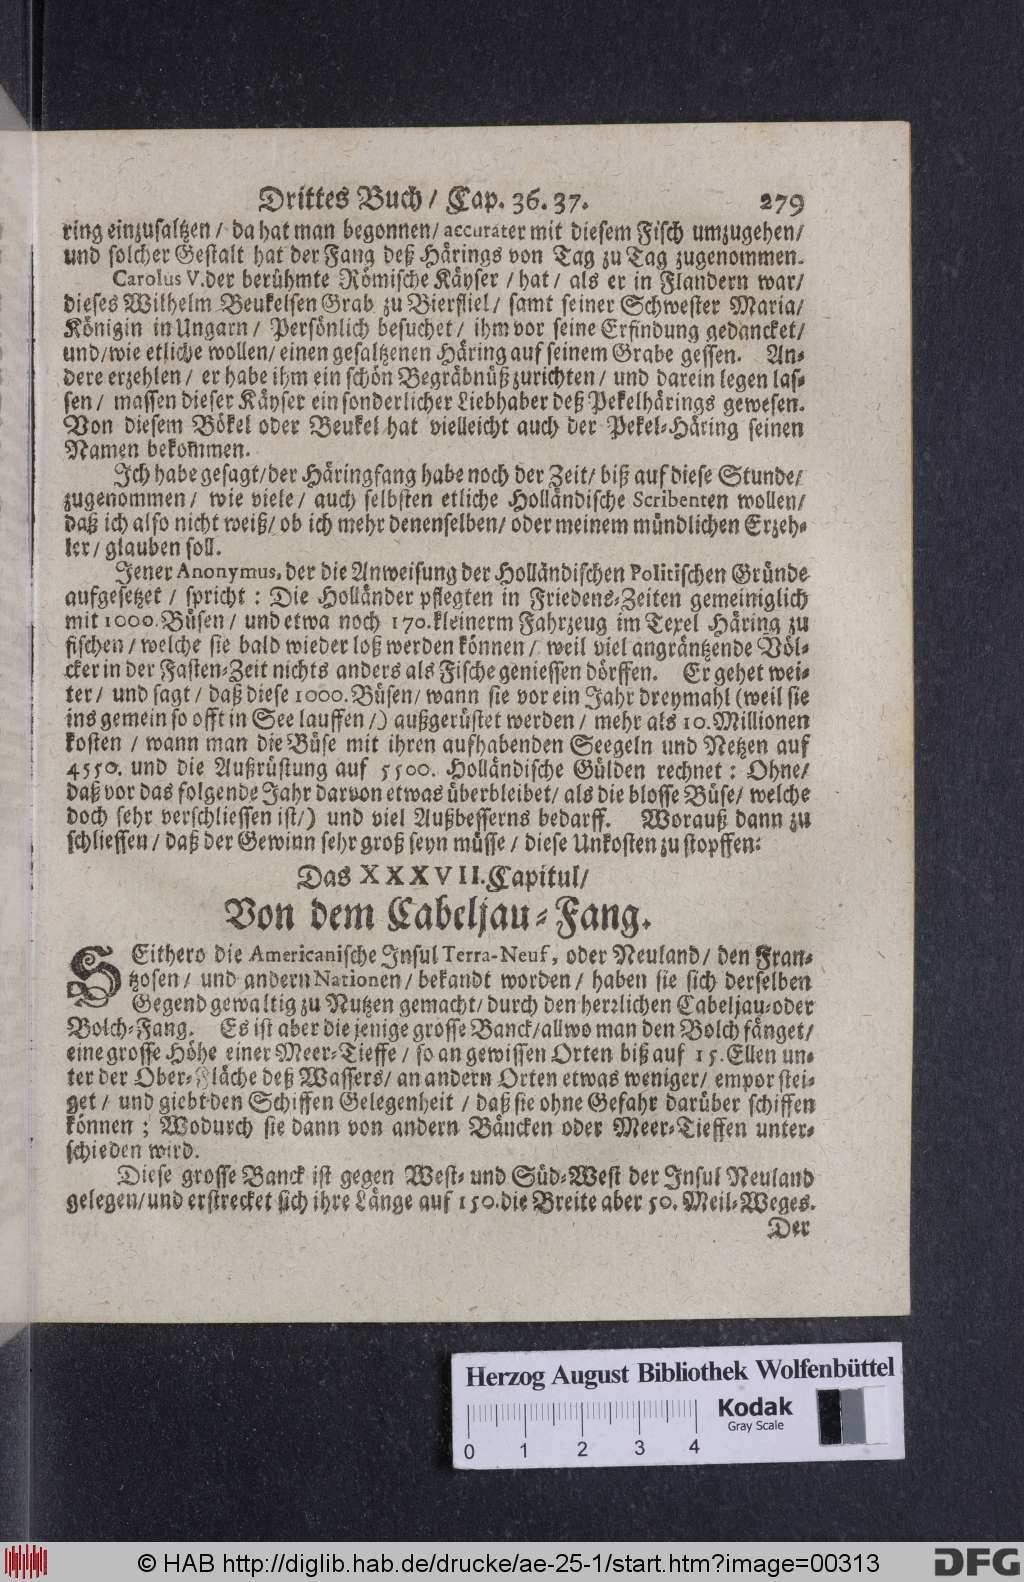 Drittes Buch / Cap. 36. 37. 279
ring einzusaltzen / da hat man begonnen / accurater mit diesem Fisch umzugehen /
und solcher Gestalt hat der Fang deß Härings von Tag zu Tag zugenommen.
Carolus V. der berühmte Römische Käyser / hat / als er in Flandern war /
dieses Wilhelm Beukelsen Grab zu Bierfliel / samt seiner Schwester Maria /
Königin in Ungarn / Persönlich besuchet / ihm vor seine Erfindung gedancket /
und / wie etliche wollen / einen gesaltzenen Häring auf seinem Grabe gessen. An-
dere erzehlen / er habe ihm ein schön Begräbnüß zurichten / und darein legen las-
sen / massen dieser Käyser ein sonderlicher Liebhaber deß Pekelhärings gewesen.
Von diesem Bökel oder Beukel hat vielleicht auch der Pekel-Häring seinen
Namen bekom̃en.
Ich habe gesagt / der Häringfang habe noch der Zeit / biß auf diese Stunde /
zugenommen / wie viele / auch selbsten etliche Holländische Scribenten wollen /
daß ich also nicht weiß / ob ich mehr denenselben / oder meinem mündlichen Erzeh-
ler / glauben soll.
Jener Anonymus, der die Anweisung der Holländischen Politischen Gründe
aufgesetzet / spricht : Die Holländer pflegten in Friedens-Zeiten gemeiniglich
mit 1000. Büsen / und etwa noch 170. kleinerm Fahrzeug im Texel Häring zu
fischen / welche sie bald wieder loß werden können / weil viel angräntzende Völ-
cker in der Fasten-Zeit nichts anders als Fische geniessen dörffen. Er gehet wei-
ter / und sagt / daß diese 1000. Büsen / wann sie vor ein Jahr dreymahl (weil sie
ins gemein so offt in See lauffen /) außgerüstet werden / mehr als 10. Millionen
kosten / wann man die Büse mit ihren aufhabenden Seegeln und Netzen auf
4550. und die Außrüstung auf 5500. Holländische Gülden rechnet : Ohne /
daß vor das folgende Jahr darvon etwas überbleibet / als die blosse Büse / welche
doch sehr verschliessen ist /) und viel Außbesserns bedarff. Worauß dann zu
schliessen / daß der Gewinn sehr groß seyn müsse / diese Unkosten zu stopffen:
Das XXXVII. Capitul /
Von dem Cabeljau-Fang.
SEithero die Americanische Insul Terra-Neuf, oder Neuland / den Fran-
tzosen / und andern Nationen / bekandt worden / haben sie sich derselben
Gegend gewaltig zu Nutzen gemacht / durch den herrlichen Cabeljau- oder
Bolch-Fang. Es ist aber die jenige grosse Banck / allwo man den Bolch fänget /
eine grosse Höhe einer Meer-Tieffe / so an gewissen Orten biß auf 15. Ellen un-
ter der Ober-Fläche deß Wassers / an andern Orten etwas weniger / empor stei-
get / und giebt den Schiffen Gelegenheit / daß sie ohne Gefahr darüber schiffen
können ; Wodurch sie dann von andern Bäncken oder Meer-Tieffen unter-
schieden wird.
Diese grosse Banck ist gegen West- und Süd-West der Insul Neuland
gelegen / und erstrecket sich ihre Länge auf 150. die Breite aber 50. Meil-Weges.
Der
Herzog August Bibliothek Wolfenbüttel
Kodak
Gray Scale
0 1 2 3 4
© HAB http://diglib.hab.de/drucke/ae-25-1/start.htm?image=00313
DFG